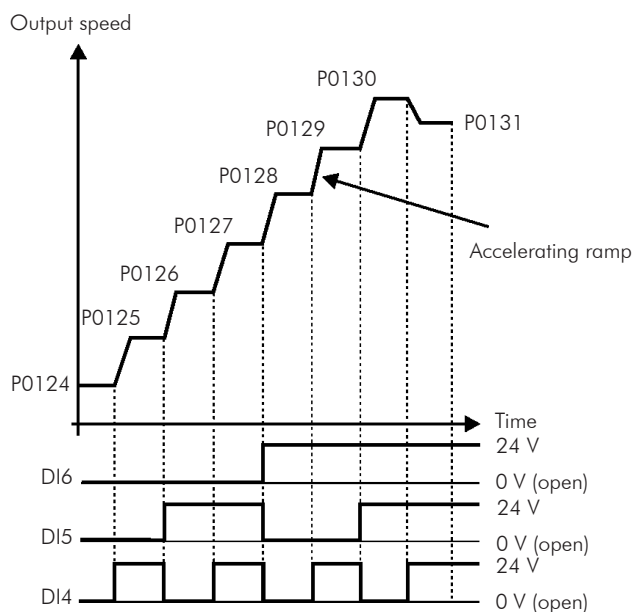 Output speed
P0130
P0131
P0129
P0128
P0127
Accelerating ramp
P0126
P0125
P0124
Time
24 V
DI6
0 V (open)
24 V
DI5
0 V (open)
24 V
DI4
0 V (open)